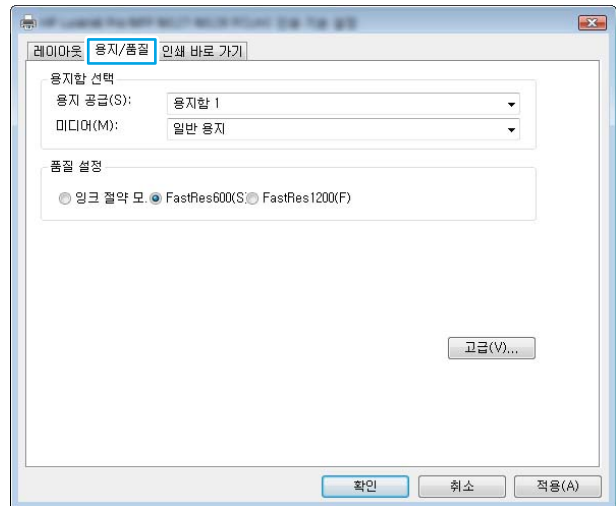 레이아웃 용지/품질 인쇄 바로 가기
용지함 선택
용지 공급(S): 용지함 1
미디어(M): 일반 용지
품질 설정
잉크 절약 모. FastRes600(S FastRes1200(F)
고급(V)...
확인 취소 적용(A)